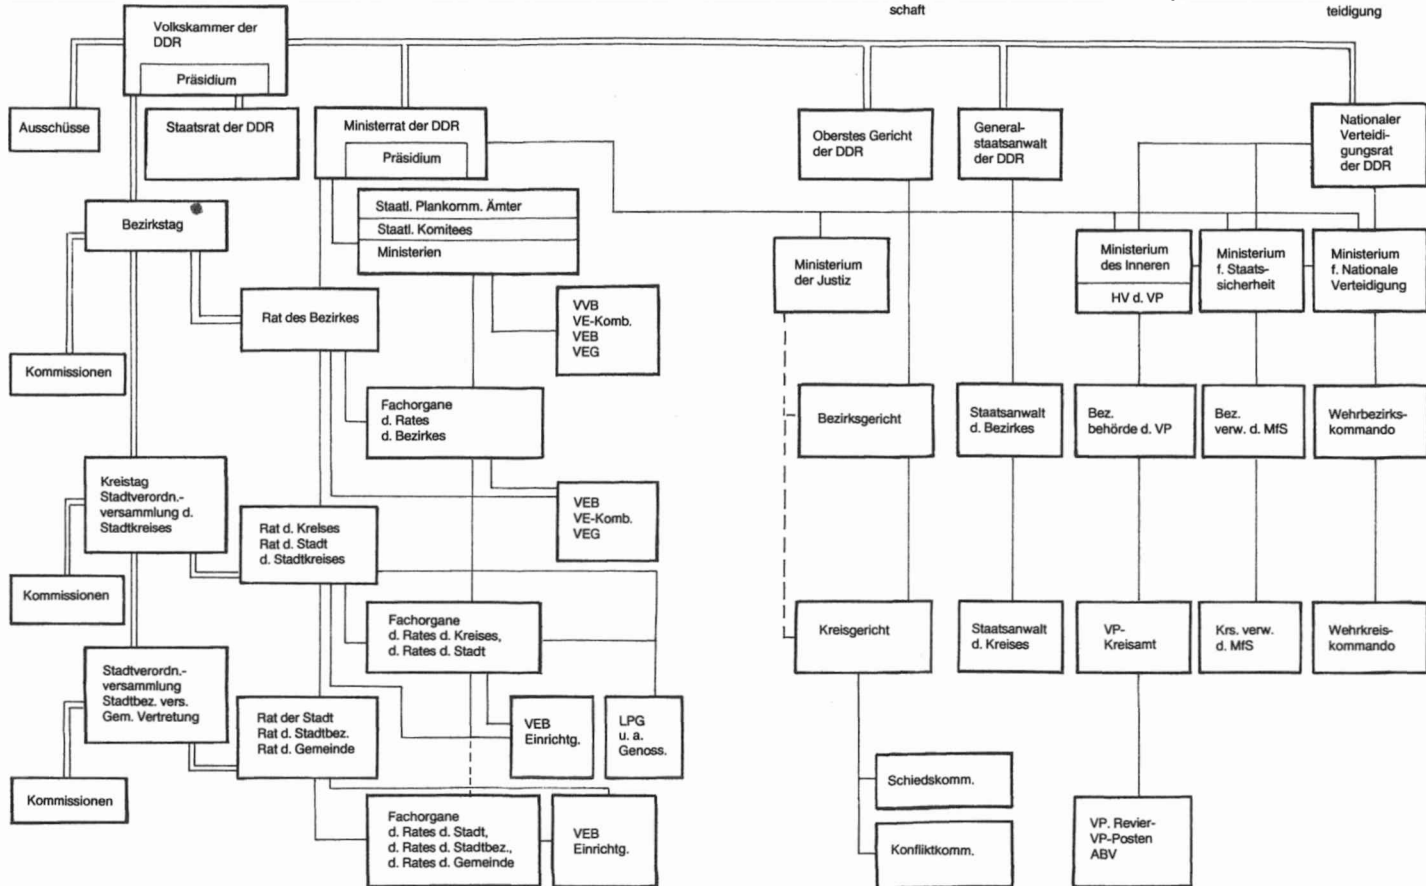 schaft
teidigung
Volkskammer der
DDR
Präsidium
Ausschüsse
Staatsrat der DDR
Ministerrat der DDR
Präsidium
Oberstes Gericht
der DDR
General-
staatsanwalt
der DDR
Nationaler
Verteidi-
gungsrat
der DDR
Bezirkstag
Staatl. Plankomm. Ämter
Staatl. Komitees
Ministerien
Ministerium
der Justiz
Ministerium
des Inneren
HV d. VP
Ministerium
f. Staats-
sicherheit
Ministerium
f. Nationale
Verteidigung
Rat des Bezirkes
VVB
VE-Komb.
VEB
VEG
Kommissionen
Fachorgane
d. Rates
d. Bezirkes
Bezirksgericht
Staatsanwalt
d. Bezirkes
Bez.
behörde d. VP
Bez.
verw. d. MfS
Wehrbezirks-
kommando
Kreistag
Stadtverordn.-
versammlung d.
Stadtkreises
Rat d. Kreises
Rat d. Stadt
d. Stadtkreises
VEB
VE-Komb.
VEG
Kommissionen
Fachorgane
d. Rates d. Kreises,
d. Rates d. Stadt
Kreisgericht
Staatsanwalt
d. Kreises
VP-
Kreisamt
Krs. verw.
d. MfS
Wehrkreis-
kommando
Stadtverordn.-
versammlung
Stadtbez. vers.
Gem. Vertretung
Rat der Stadt
Rat d. Stadtbez.
Rat d. Gemeinde
VEB
Einrichtg.
LPG
u. a.
Genoss.
Kommissionen
Fachorgane
d. Rates d. Stadt,
d. Rates d. Stadtbez.,
d. Rates d. Gemeinde
VEB
Einrichtg.
Schiedskomm.
Konfliktkomm.
VP. Revier-
VP-Posten
ABV